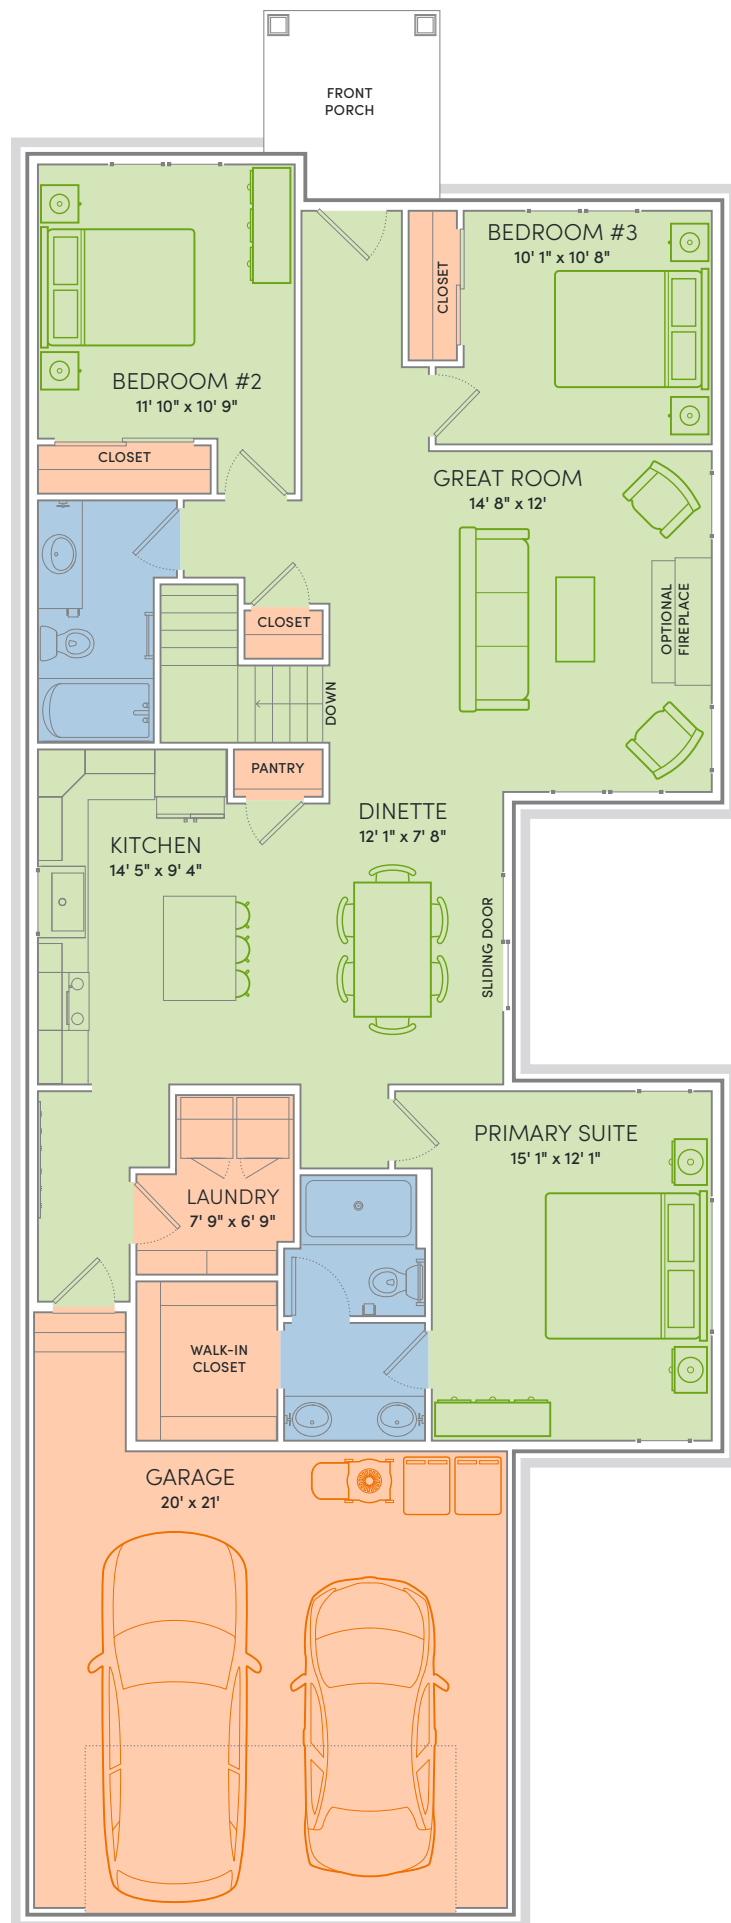 FRONT
PORCH
BEDROOM #3
10' 1" x 10' 8"
CLOSET
BEDROOM #2
11' 10" x 10' 9"
CLOSET
GREAT ROOM
14' 8" x 12'
OPTIONAL
FIREPLACE
CLOSET
DOWN
PANTRY
DINETTE
12' 1" x 7' 8"
KITCHEN
14' 5" x 9' 4"
SLIDING DOOR
PRIMARY SUITE
15' 1" x 12' 1"
LAUNDRY
7' 9" x 6' 9"
WALK-IN
CLOSET
GARAGE
20' x 21'